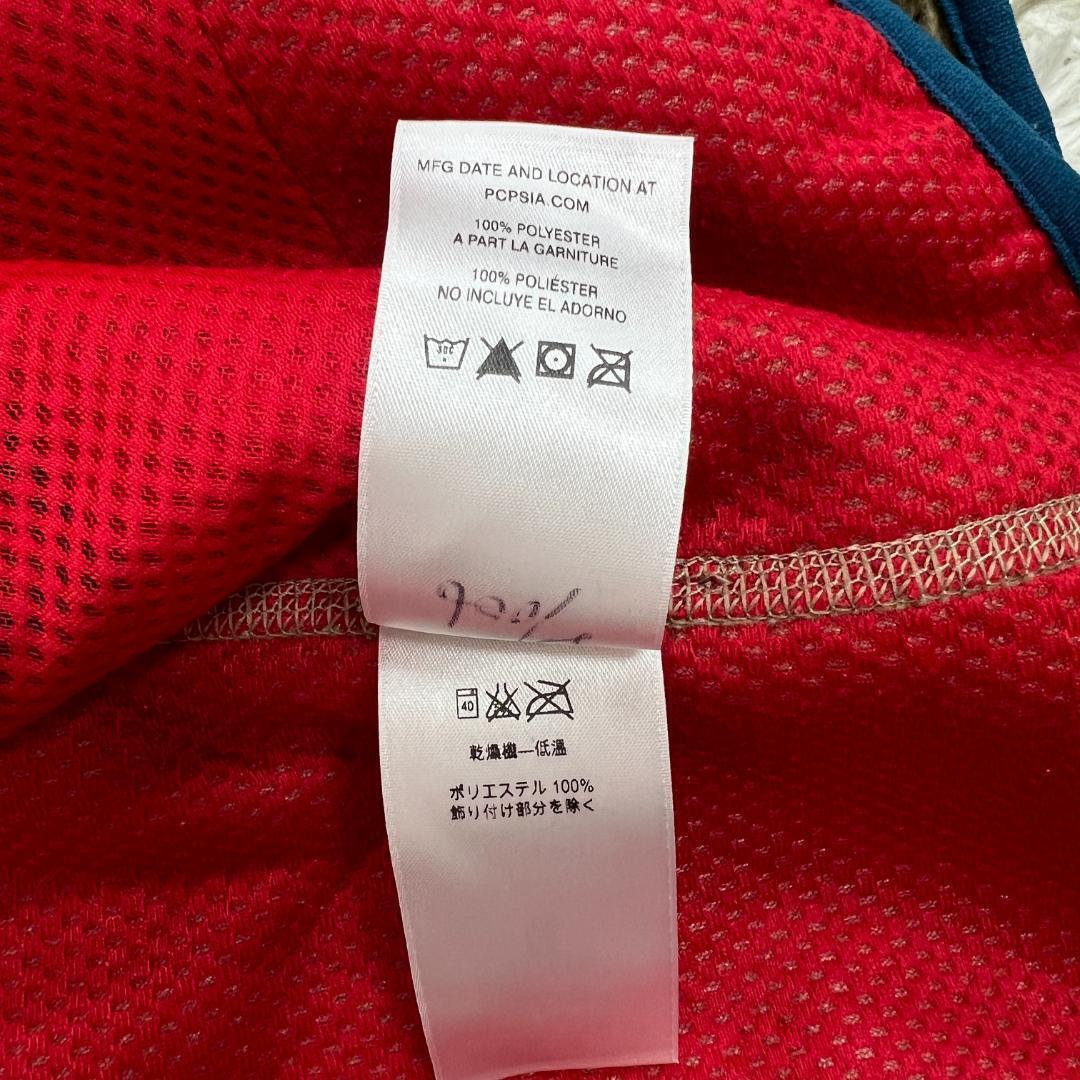 MFG DATE AND LOCATION AT
PCPSIA.COM
100% POLYESTER
A PART LA GARNITURE
100% POLIÉSTER
NO INCLUYE EL ADORNO
30C
40
乾燥機—低温
ポリエステル 100%
飾り付け部分を除く